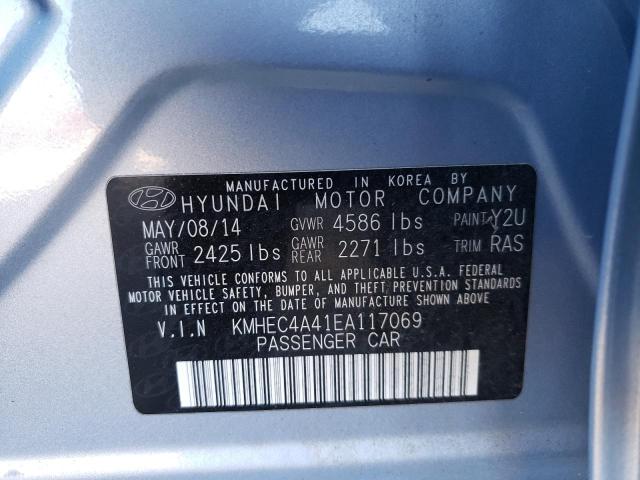 MANUFACTURED IN KOREA BY
HYUNDAI MOTOR COMPANY
MAY/08/14 GVWR 4586 lbs PAINT Y2U
GAWR FRONT 2425 lbs GAWR REAR 2271 lbs TRIM RAS
THIS VEHICLE CONFORMS TO ALL APPLICABLE U.S.A. FEDERAL
MOTOR VEHICLE SAFETY, BUMPER, AND THEFT PREVENTION STANDARDS
IN EFFECT ON THE DATE OF MANUFACTURE SHOWN ABOVE.
V.I.N KMHEC4A41EA117069
PASSENGER CAR